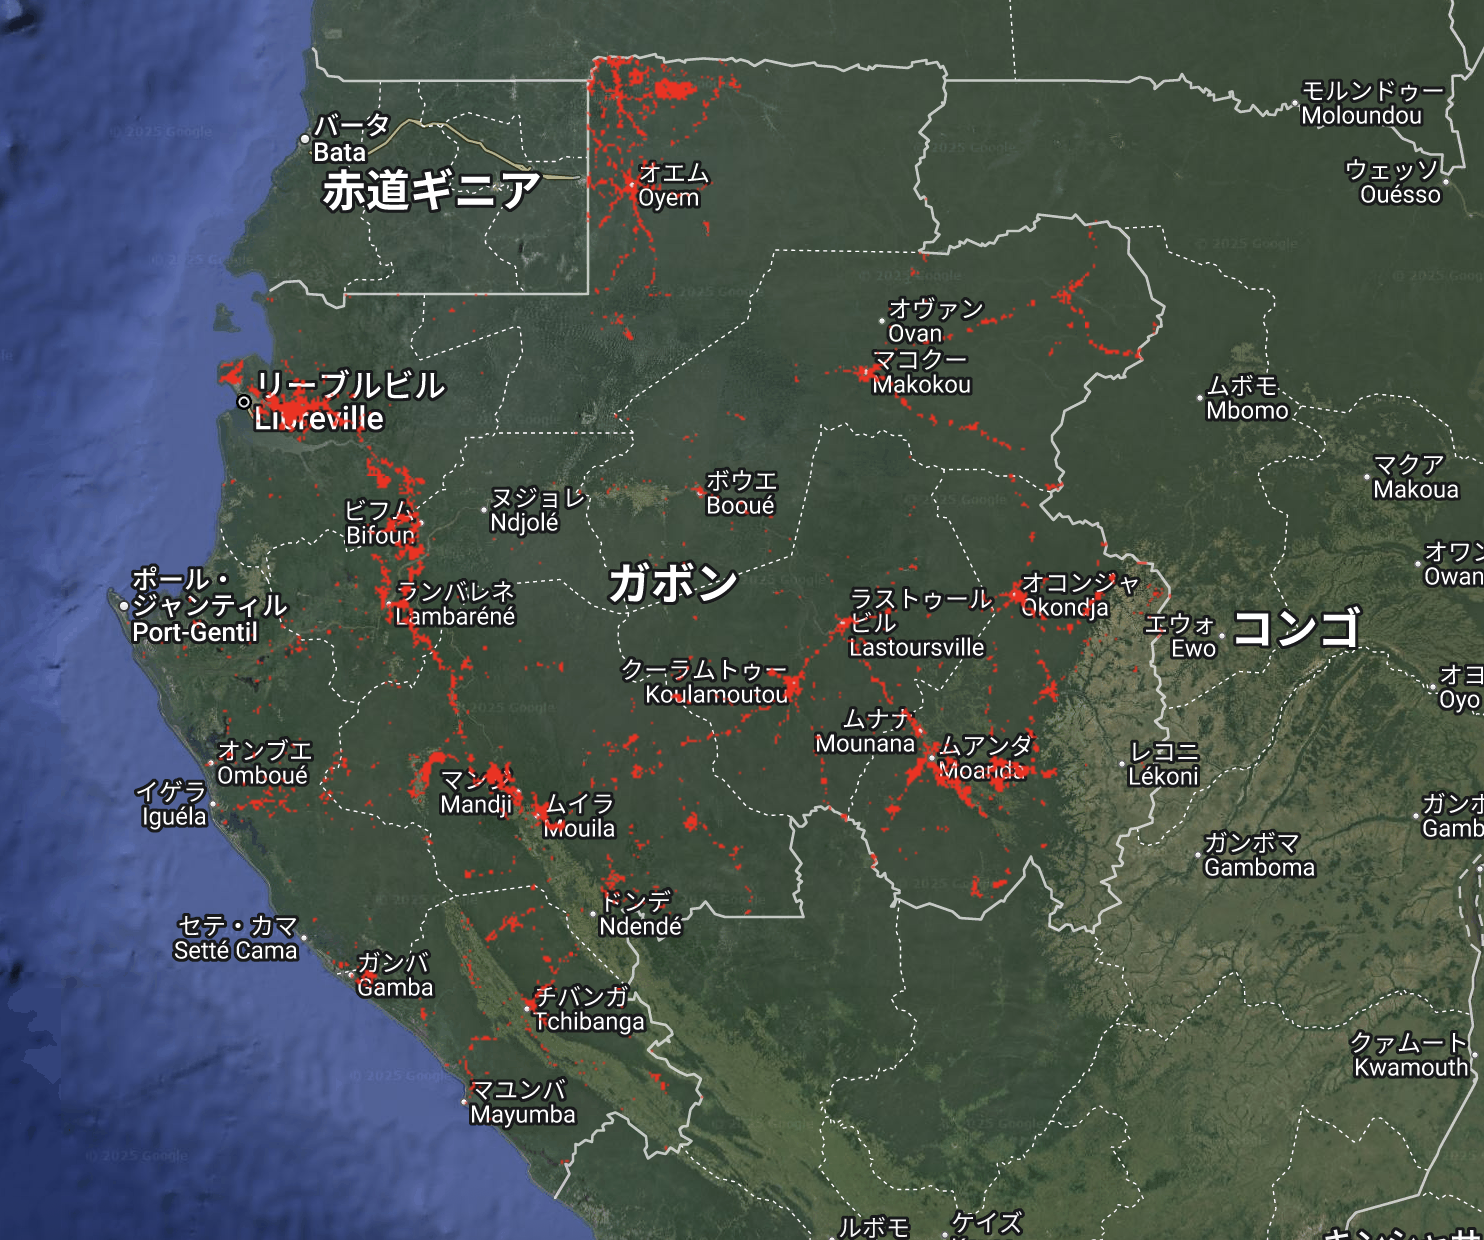 モルンドゥー
Moloundou
バータ
Bata
赤道ギニア
ウェッソ
Ouésso
オエム
Oyem
オヴァン
Ovan
マコクー
Makokou
リーブルビル
Libreville
ムボモ
Mbomo
マクア
Makoua
ボウエ
Booué
ヌジョレ
Ndjolé
ビフム
Bifoun
ガボン
オワン
Owan
ポール・
ジャンティル
Port-Gentil
ランバレネ
Lambaréné
ラストゥール
ビル
Lastoursville
オコンジャ
Okondja
エウォ
Ewo
コンゴ
クーラムトゥー
Koulamoutou
オヨ
Oyo
ムナナ
Mounana
ムアンダ
Moanda
レコニ
Lékoni
オンブエ
Omboué
イゲラ
Iguéla
マンジ
Mandji
ムイラ
Mouila
ガンボ
Gamb
ガンボマ
Gamboma
ドンデ
Ndendé
セテ・カマ
Setté Cama
ガンバ
Gamba
チバンガ
Tchibanga
クァムート
Kwamouth
マユンバ
Mayumba
ルボモ
ケイズ
© 2025 Google